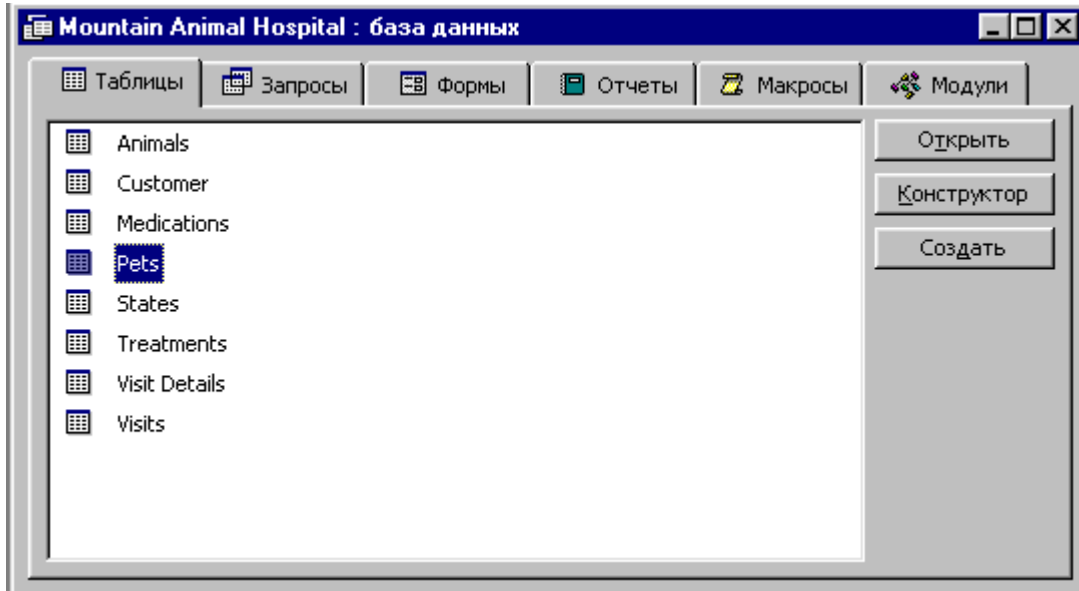 Mountain Animal Hospital : база данных
Таблицы Запросы Формы Отчеты Макросы Модули
Animals
Customer
Medications
Pets
States
Treatments
Visit Details
Visits
Открыть
Конструктор
Создать